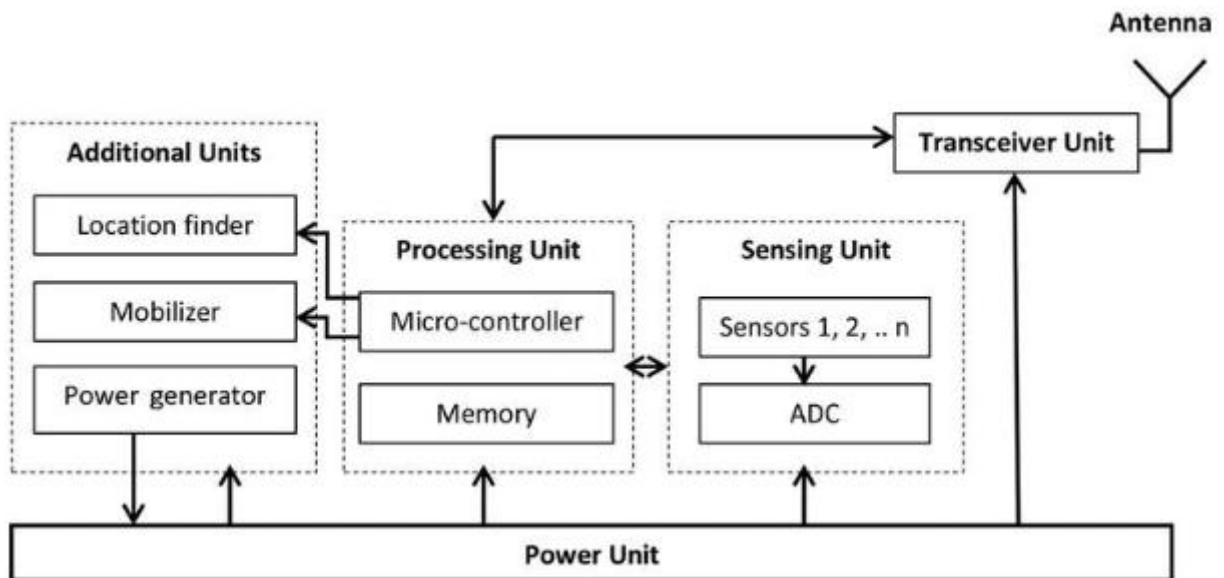 Antenna
Transceiver Unit
Additional Units
Location finder
Mobilizer
Power generator
Processing Unit
Micro-controller
Memory
Sensing Unit
Sensors 1, 2, .. n
ADC
Power Unit